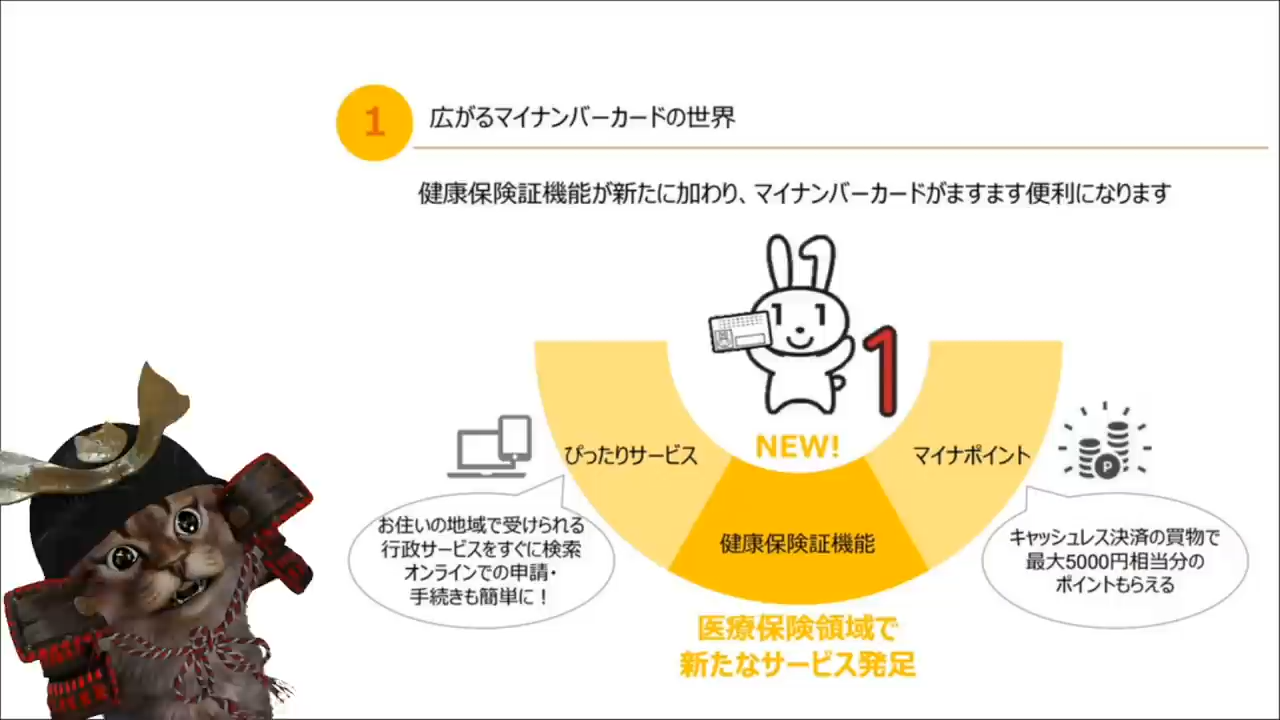 1
広がるマイナンバーカードの世界
健康保険証機能が新たに加わり、マイナンバーカードがますます便利になります
1
ぴったりサービス
NEW!
マイナポイント
P
お住いの地域で受けられる
行政サービスをすぐに検索
オンラインでの申請・
手続きも簡単に！
健康保険証機能
キャッシュレス決済の買物で
最大5000円相当分の
ポイントもらえる
医療保険領域で
新たなサービス発足